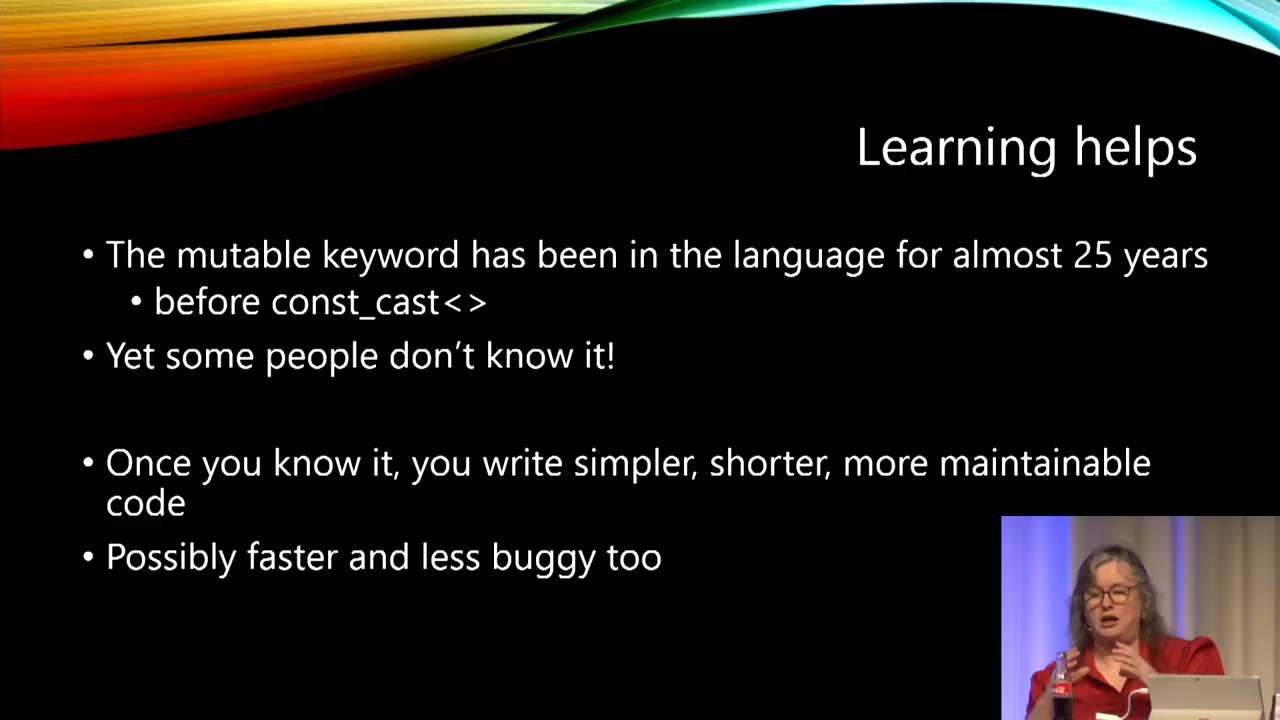 Learning helps
• The mutable keyword has been in the language for almost 25 years
• before const_cast<>
• Yet some people don’t know it!
• Once you know it, you write simpler, shorter, more maintainable
code
• Possibly faster and less buggy too